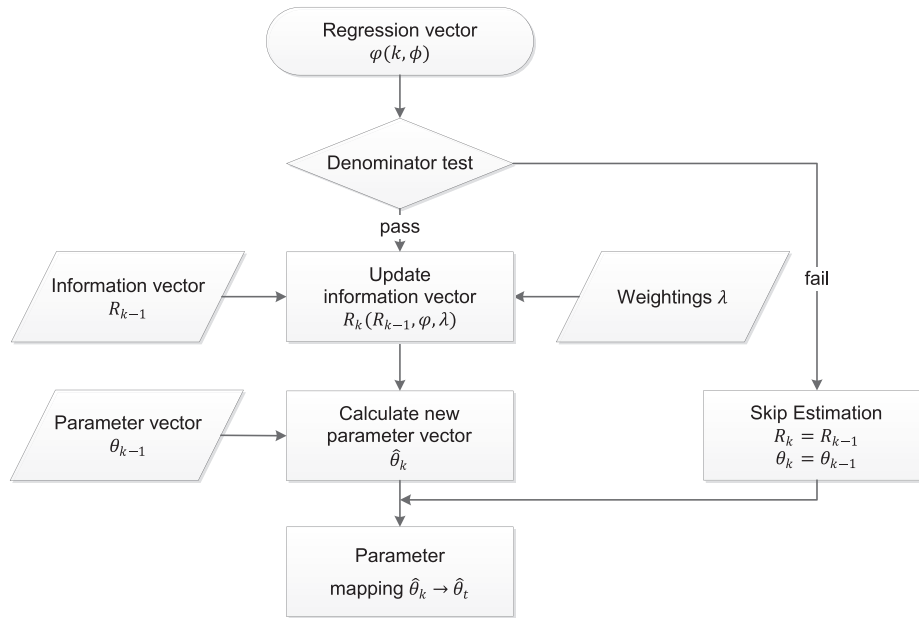 Regression vector
φ(k, ϕ)
Denominator test
pass
fail
Information vector
R_{k−1}
Update
information vector
R_k(R_{k−1}, φ, λ)
Weightings λ
Parameter vector
θ_{k−1}
Calculate new
parameter vector
θ̂_k
Skip Estimation
R_k = R_{k−1}
θ_k = θ_{k−1}
Parameter
mapping θ̂_k → θ̂_t